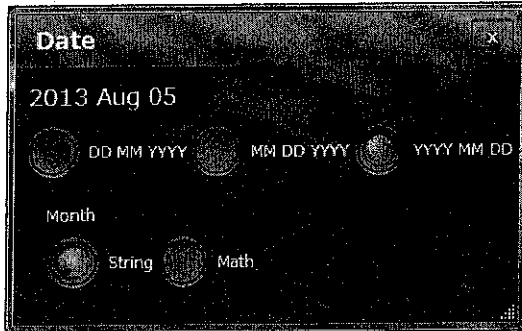 Date X
2013 Aug 05
DD MM YYYY MM DD YYYY YYYY MM DD
Month
String Math